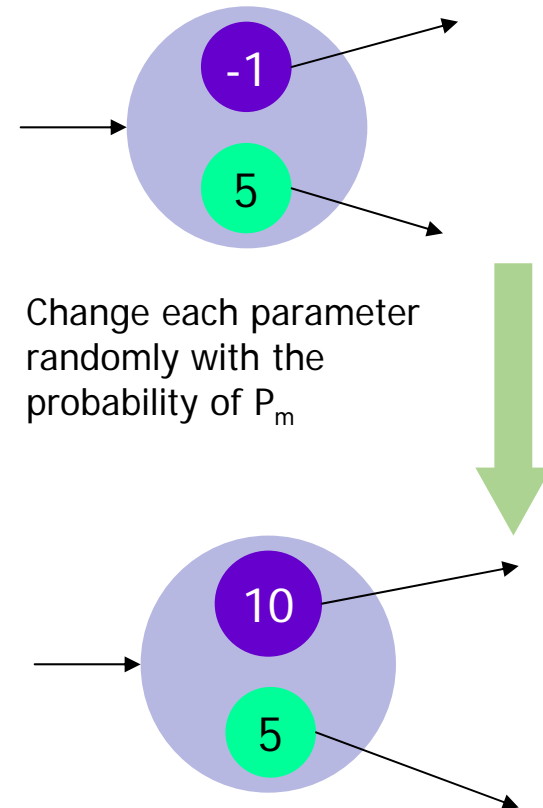 -1
5
Change each parameter
randomly with the
probability of Pm
10
5